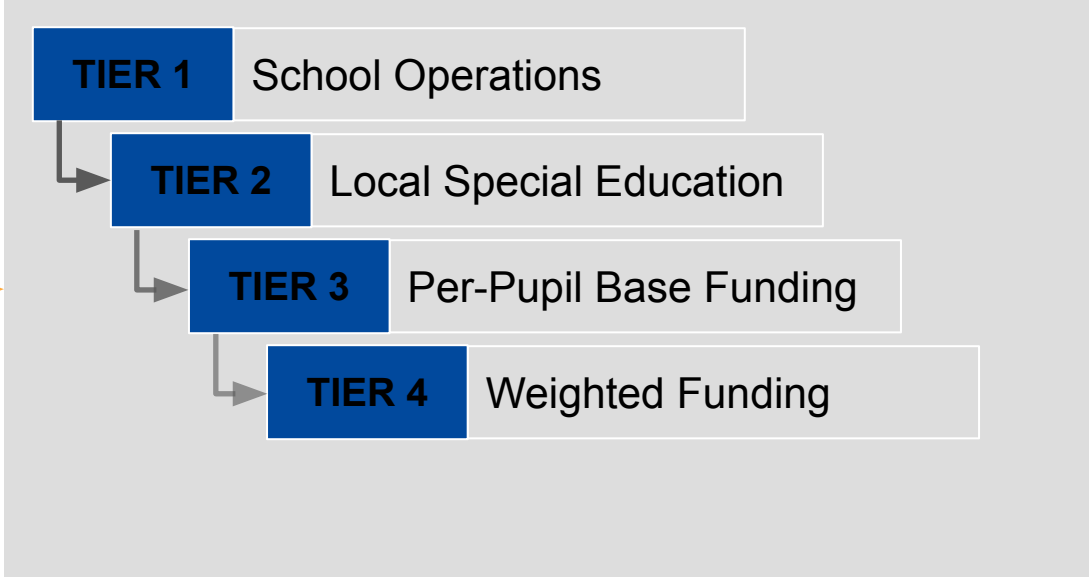 TIER 1 School Operations
TIER 2 Local Special Education
TIER 3 Per-Pupil Base Funding
TIER 4 Weighted Funding